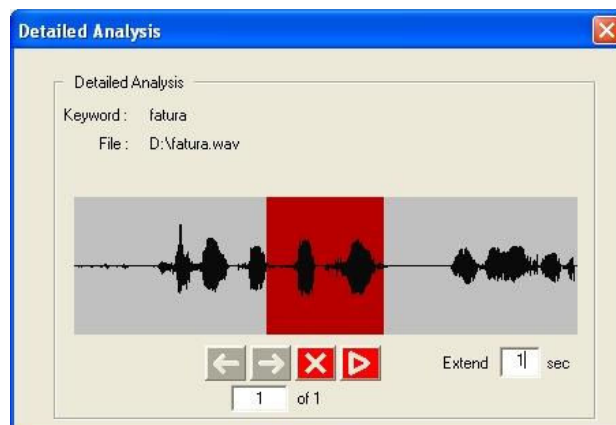 Detailed Analysis
Detailed Analysis
Keyword : fatura
File : D:\fatura.wav
Extend 1 sec
1 of 1